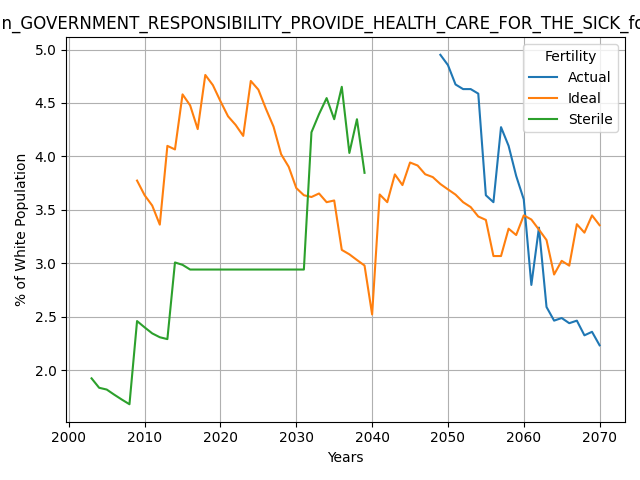 n_GOVERNMENT_RESPONSIBILITY_PROVIDE_HEALTH_CARE_FOR_THE_SICK_fo
Fertility
Actual
Ideal
Sterile
% of White Population
5.0
4.5
4.0
3.5
3.0
2.5
2.0
2000 2010 2020 2030 2040 2050 2060 2070
Years